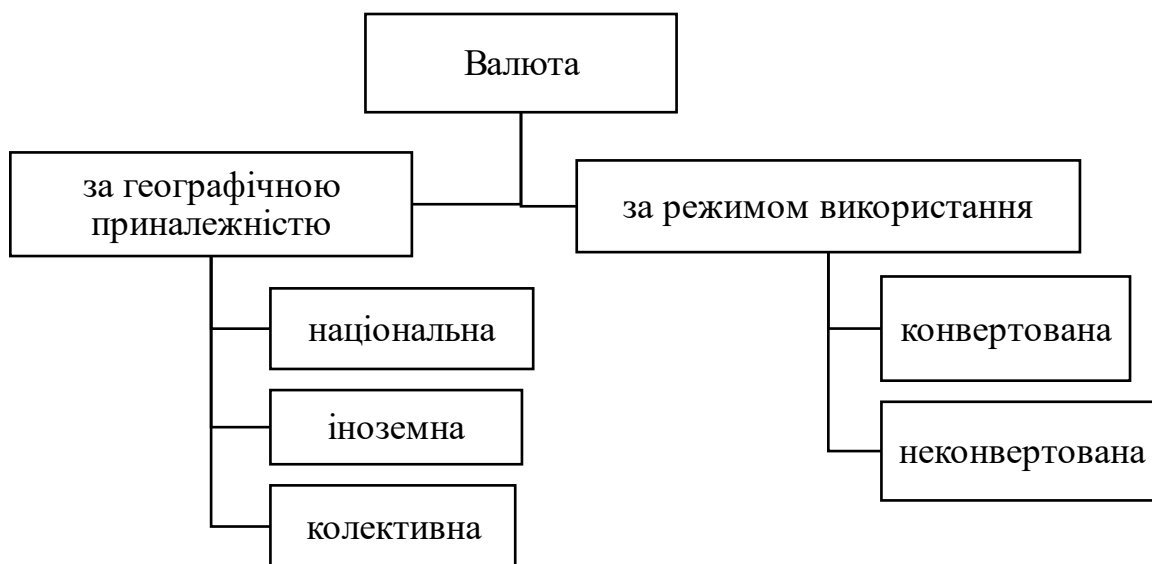 Валюта
за географічною
приналежністю
за режимом використання
національна
іноземна
колективна
конвертована
неконвертована